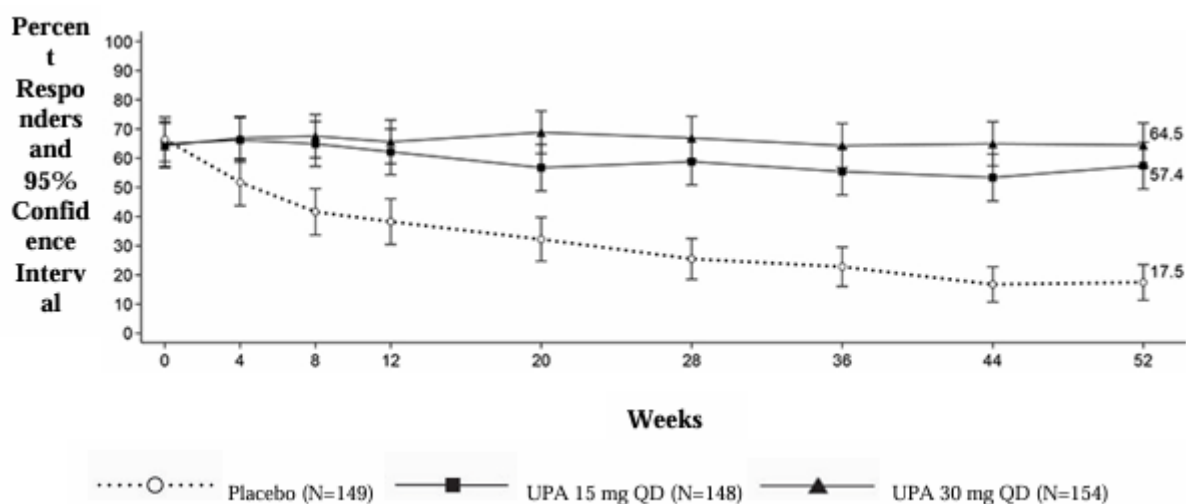 Percen
t
Respo
nders
and
95%
Confid
ence
Interv
al
100
90
80
70
60
50
40
30
20
10
0
64.5
57.4
17.5
0 4 8 12 20 28 36 44 52
Weeks
Placebo (N=149) UPA 15 mg QD (N=148) UPA 30 mg QD (N=154)